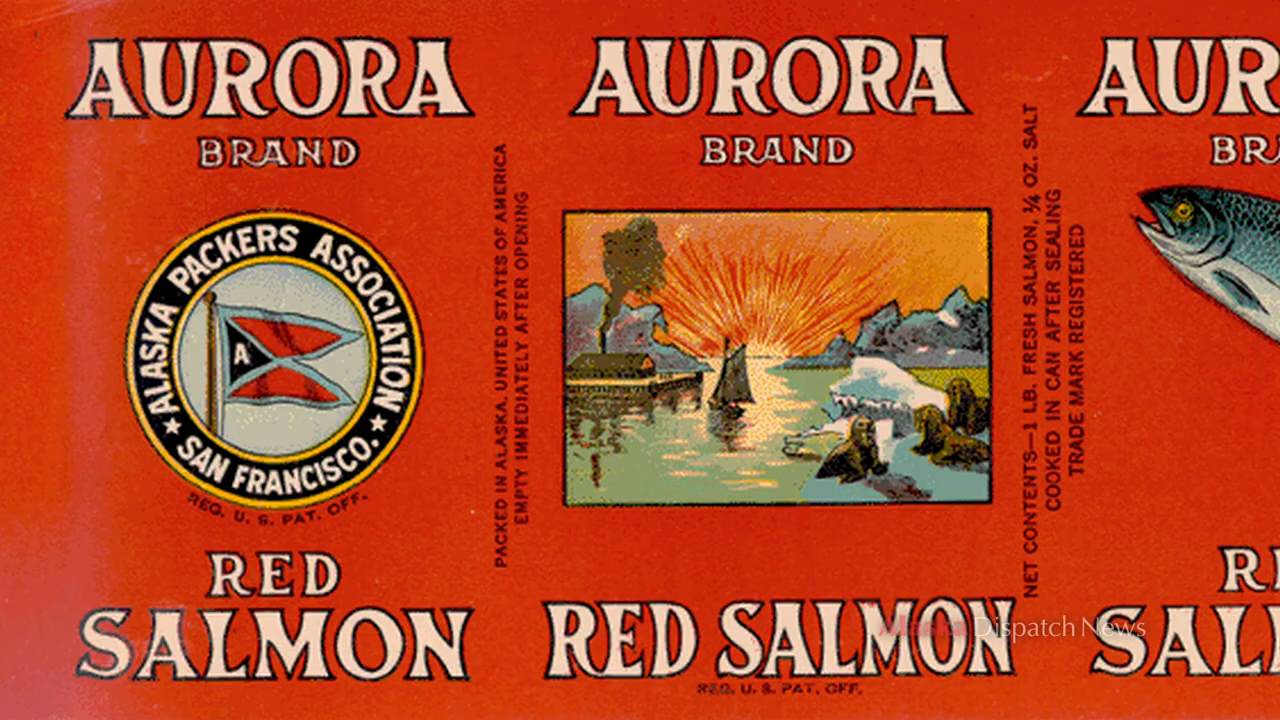 AURORA
BRAND
ALASKA PACKERS ASSOCIATION
A
SAN FRANCISCO.
REG. U. S. PAT. OFF.
RED
SALMON
PACKED IN ALASKA, UNITED STATES OF AMERICA
EMPTY IMMEDIATELY AFTER OPENING
AURORA
BRAND
RED SALMON
REG. U. S. PAT. OFF.
NET CONTENTS—1 LB. FRESH SALMON, ¼ OZ. SALT
COOKED IN CAN AFTER SEALING
TRADE MARK REGISTERED
AUR
BR
RE
SAL
Dispatch News